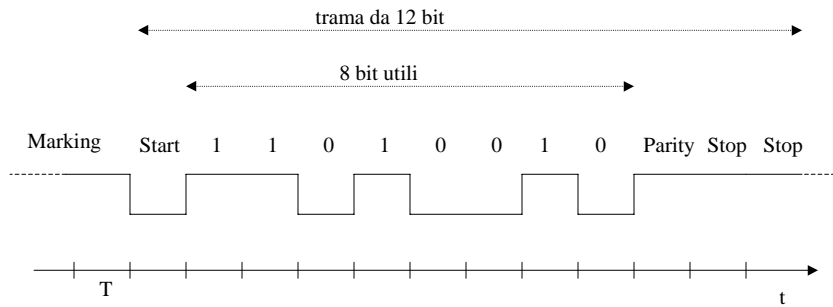 trama da 12 bit
8 bit utili
Marking Start 1 1 0 1 0 0 1 0 Parity Stop Stop
T t